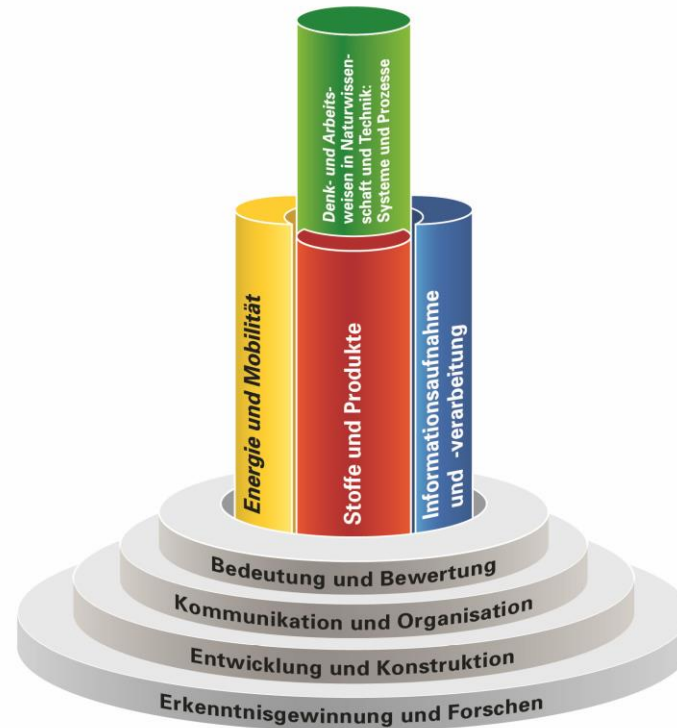 Denk- und Arbeits-
weisen in Naturwissen-
schaft und Technik:
Systeme und Prozesse
Energie und Mobilität
Stoffe und Produkte
Informationsaufnahme
und -verarbeitung
Bedeutung und Bewertung
Kommunikation und Organisation
Entwicklung und Konstruktion
Erkenntnisgewinnung und Forschen